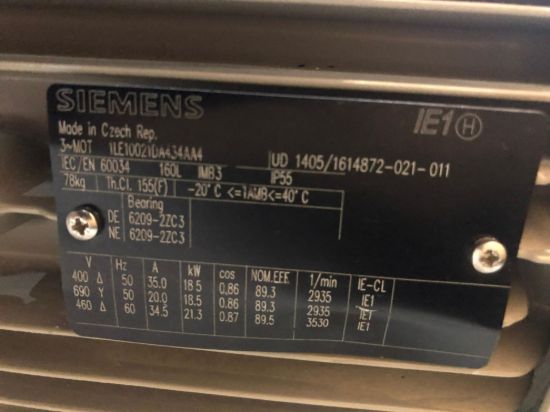 SIEMENS
IE1 H
Made in Czech Rep.
3~MOT 1LE10021DA434AA4
UD 1405/1614872-021-011
IEC/EN 60034 160L IMB3 IP55
78kg Th.Cl. 155(F) -20°C <=TAMB<=40°C
Bearing
DE 6209-2ZC3
NE 6209-2ZC3
V Hz A kW cos NOM.EFF 1/min IE-CL
400 Δ 50 35.0 18.5 0.86 89.3 2935 IE1
690 Y 50 20.0 18.5 0.86 89.3 2935 IE1
460 Δ 60 34.5 21.3 0.87 89.5 3530 IE1